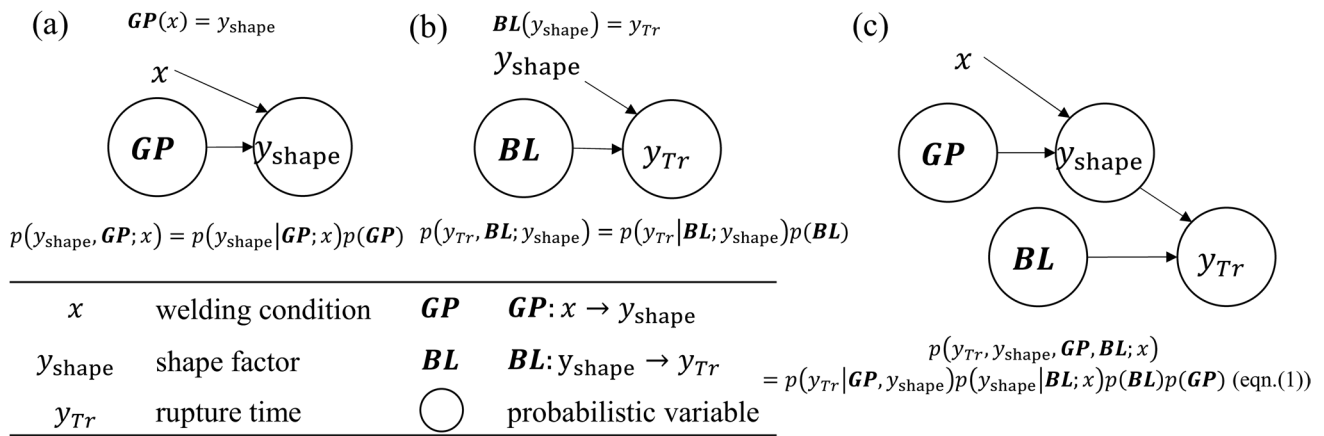 (a)
GP(x) = y_shape
x
GP
y_shape
p(y_shape, GP; x) = p(y_shape|GP; x)p(GP)
(b)
BL(y_shape) = y_Tr
y_shape
BL
y_Tr
p(y_Tr, BL; y_shape) = p(y_Tr|BL; y_shape)p(BL)
(c)
x
GP
y_shape
BL
y_Tr
p(y_Tr, y_shape, GP, BL; x)
= p(y_Tr|GP, y_shape)p(y_shape|BL; x)p(BL)p(GP) (eqn.(1))
x welding condition GP GP: x → y_shape
y_shape shape factor BL BL: y_shape → y_Tr
y_Tr rupture time probabilistic variable